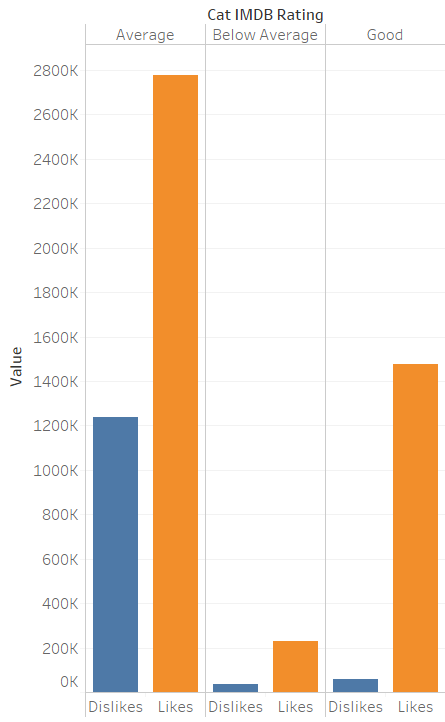 Cat IMDB Rating
Average Below Average Good
2800K
2600K
2400K
2200K
2000K
1800K
1600K
1400K
1200K
1000K
800K
600K
400K
200K
0K
Value
Dislikes Likes Dislikes Likes Dislikes Likes